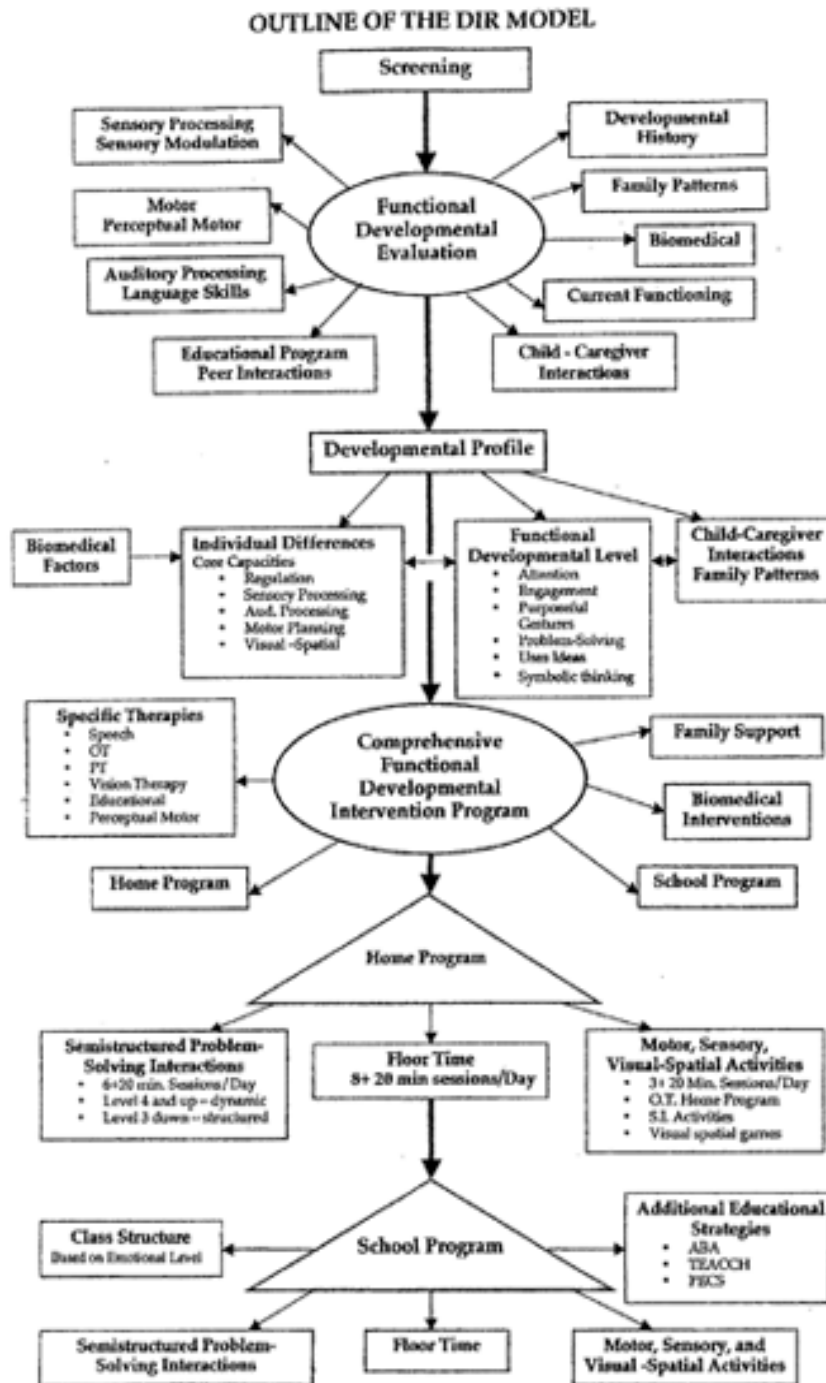 OUTLINE OF THE DIR MODEL
Screening
Sensory Processing
Sensory Modulation
Developmental
History
Motor
Perceptual Motor
Functional
Developmental
Evaluation
Family Patterns
Biomedical
Auditory Processing
Language Skills
Current Functioning
Educational Program
Peer Interactions
Child - Caregiver
Interactions
Developmental Profile
Biomedical
Factors
Individual Differences
Core Capacities
• Regulation
• Sensory Processing
• Aud. Processing
• Motor Planning
• Visual -Spatial
Functional
Developmental Level
• Attention
• Engagement
• Purposeful
Gestures
• Problem-Solving
• Uses Ideas
• Symbolic thinking
Child-Caregiver
Interactions
Family Patterns
Specific Therapies
• Speech
• OT
• PT
• Vision Therapy
• Educational
• Perceptual Motor
Comprehensive
Functional
Developmental
Intervention Program
Family Support
Biomedical
Interventions
Home Program
School Program
Home Program
Semistructured Problem-
Solving Interactions
• 6+20 min. Sessions/Day
• Level 4 and up – dynamic
• Level 3 down – structured
Floor Time
8+ 20 min sessions/Day
Motor, Sensory,
Visual-Spatial Activities
• 3+ 20 Min. Sessions/Day
• O.T. Home Program
• S.I. Activities
• Visual spatial games
Class Structure
Based on Emotional Level
School Program
Additional Educational
Strategies
• ABA
• TEACCH
• PECS
Semistructured Problem-
Solving Interactions
Floor Time
Motor, Sensory, and
Visual -Spatial Activities